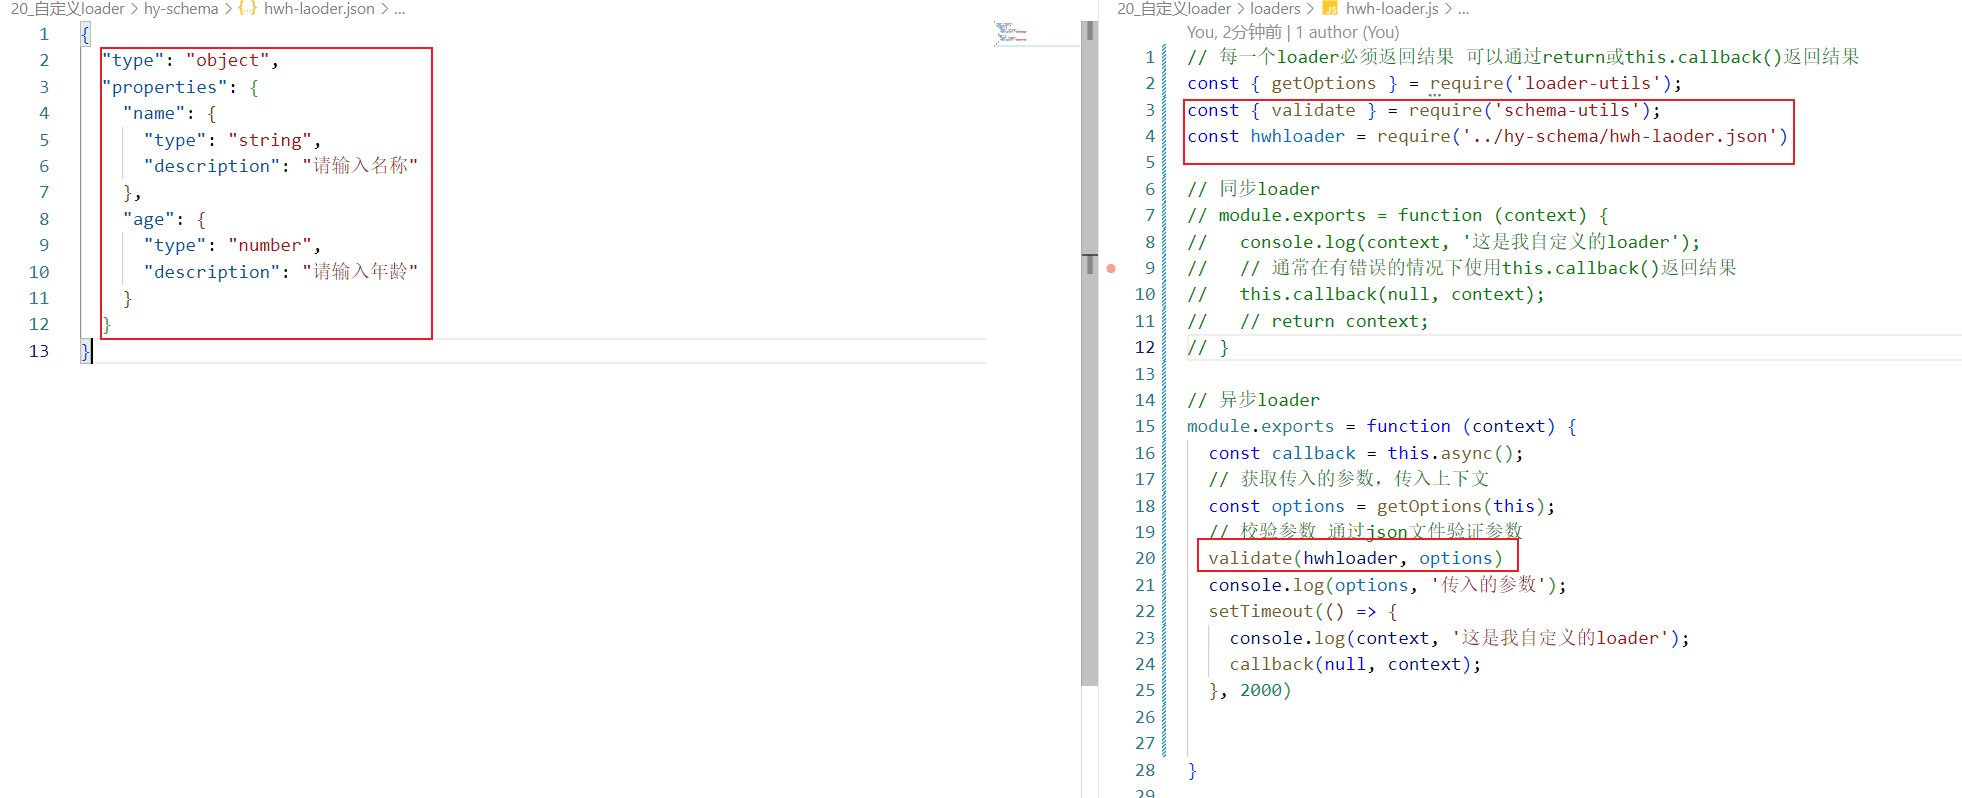 20_自定义loader > hy-schema > {..} hwh-laoder.json > ...
1 {
2 "type": "object",
3 "properties": {
4 "name": {
5 "type": "string",
6 "description": "请输入名称"
7 },
8 "age": {
9 "type": "number",
10 "description": "请输入年龄"
11 }
12 }
13 }
20_自定义loader > loaders > JS hwh-loader.js > ...
You, 2分钟前 | 1 author (You)
1 // 每一个loader必须返回结果 可以通过return或this.callback()返回结果
2 const { getOptions } = require('loader-utils');
3 const { validate } = require('schema-utils');
4 const hwhloader = require('../hy-schema/hwh-laoder.json')
5
6 // 同步loader
7 // module.exports = function (context) {
8 // console.log(context, '这是我自定义的loader');
9 // // 通常在有错误的情况下使用this.callback()返回结果
10 // this.callback(null, context);
11 // // return context;
12 // }
13
14 // 异步loader
15 module.exports = function (context) {
16 const callback = this.async();
17 // 获取传入的参数，传入上下文
18 const options = getOptions(this);
19 // 校验参数 通过json文件验证参数
20 validate(hwhloader, options)
21 console.log(options, '传入的参数');
22 setTimeout(() => {
23 console.log(context, '这是我自定义的loader');
24 callback(null, context);
25 }, 2000)
26
27
28 }
29